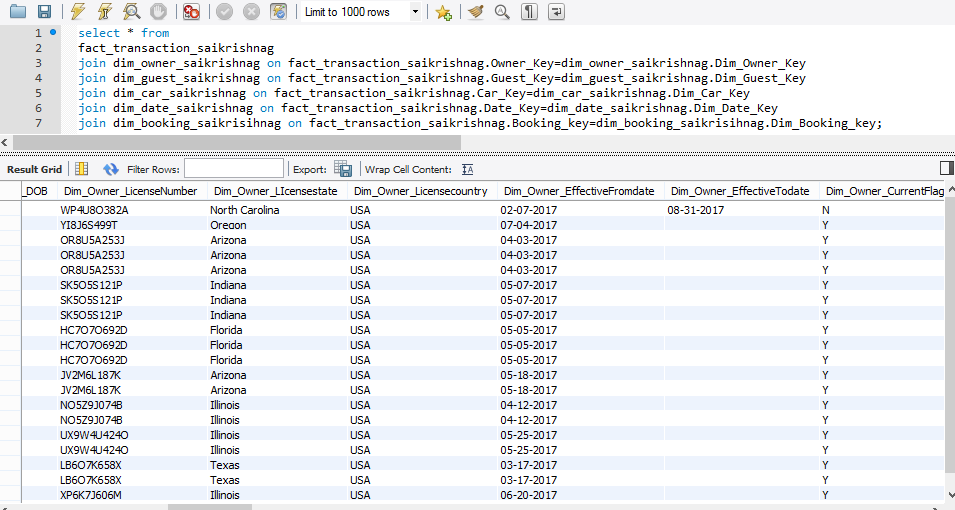 Limit to 1000 rows
1 select * from
2 fact_transaction_saikrishnag
3 join dim_owner_saikrishnag on fact_transaction_saikrishnag.Owner_Key=dim_owner_saikrishnag.Dim_Owner_Key
4 join dim_guest_saikrishnag on fact_transaction_saikrishnag.Guest_Key=dim_guest_saikrishnag.Dim_Guest_Key
5 join dim_car_saikrishnag on fact_transaction_saikrishnag.Car_Key=dim_car_saikrishnag.Dim_Car_Key
6 join dim_date_saikrishnag on fact_transaction_saikrishnag.Date_Key=dim_date_saikrishnag.Dim_Date_Key
7 join dim_booking_saikrisihnag on fact_transaction_saikrishnag.Booking_key=dim_booking_saikrisihnag.Dim_Booking_key;
Result Grid Filter Rows: Export: Wrap Cell Content: IA
_DOB Dim_Owner_LicenseNumber Dim_Owner_LIcensestate Dim_Owner_Licensecountry Dim_Owner_EffectiveFromdate Dim_Owner_EffectiveTodate Dim_Owner_CurrentFlag
WP4U8O382A North Carolina USA 02-07-2017 08-31-2017 N
YI8J6S499T Oregon USA 07-04-2017 Y
OR8U5A253J Arizona USA 04-03-2017 Y
OR8U5A253J Arizona USA 04-03-2017 Y
OR8U5A253J Arizona USA 04-03-2017 Y
SK5O5S121P Indiana USA 05-07-2017 Y
SK5O5S121P Indiana USA 05-07-2017 Y
SK5O5S121P Indiana USA 05-07-2017 Y
HC7O7O692D Florida USA 05-05-2017 Y
HC7O7O692D Florida USA 05-05-2017 Y
HC7O7O692D Florida USA 05-05-2017 Y
JV2M6L187K Arizona USA 05-18-2017 Y
JV2M6L187K Arizona USA 05-18-2017 Y
NO5Z9J074B Illinois USA 04-12-2017 Y
NO5Z9J074B Illinois USA 04-12-2017 Y
UX9W4U424O Illinois USA 05-25-2017 Y
UX9W4U424O Illinois USA 05-25-2017 Y
LB6O7K658X Texas USA 03-17-2017 Y
LB6O7K658X Texas USA 03-17-2017 Y
XP6K7J606M Illinois USA 06-20-2017 Y